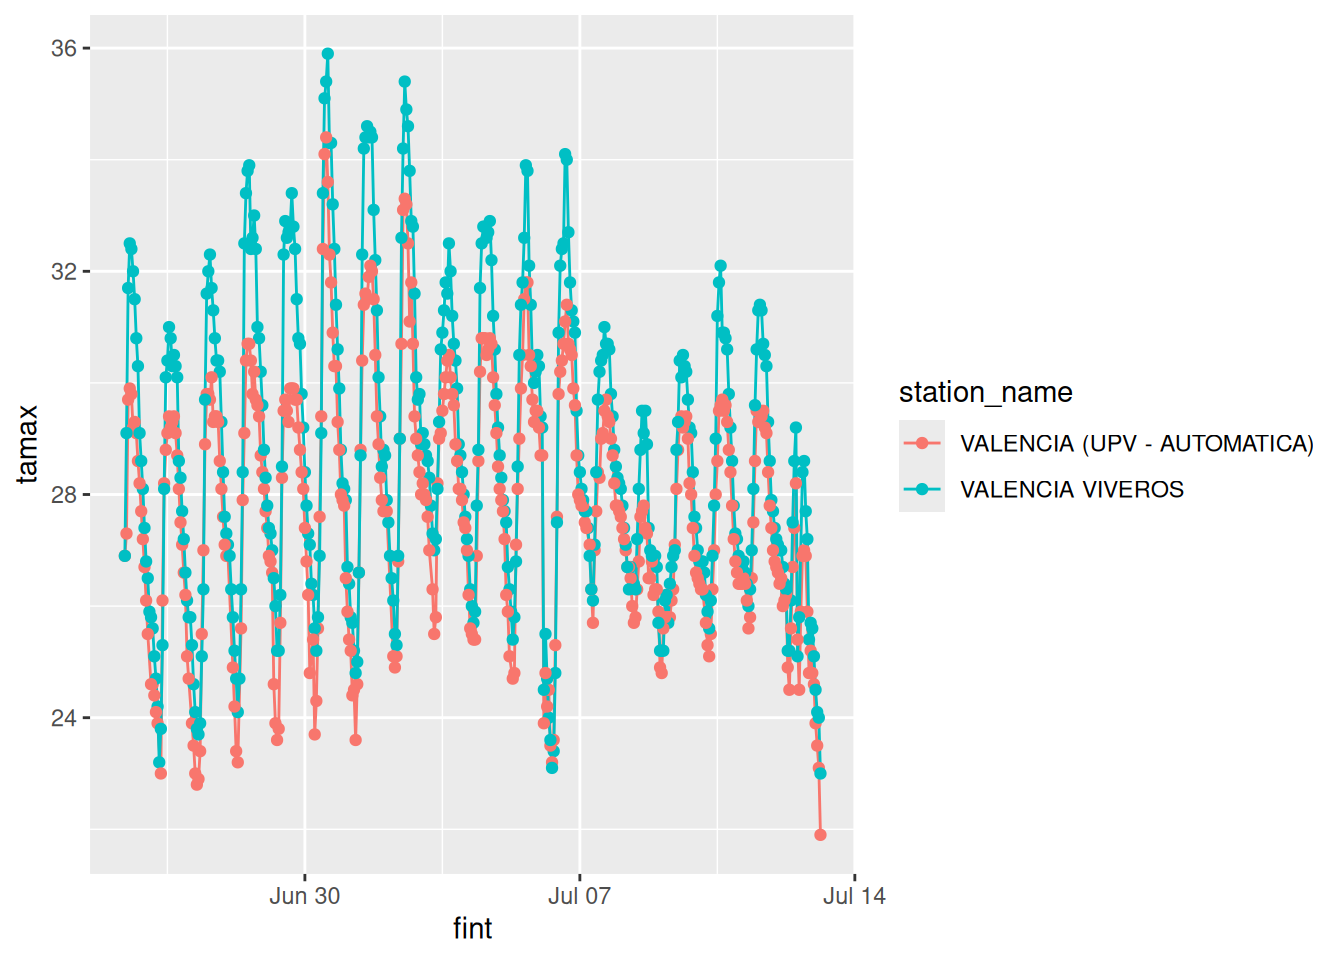 36
32
28
24
tamax
Jun 30
Jul 07
Jul 14
fint
station_name
VALENCIA (UPV - AUTOMATICA)
VALENCIA VIVEROS